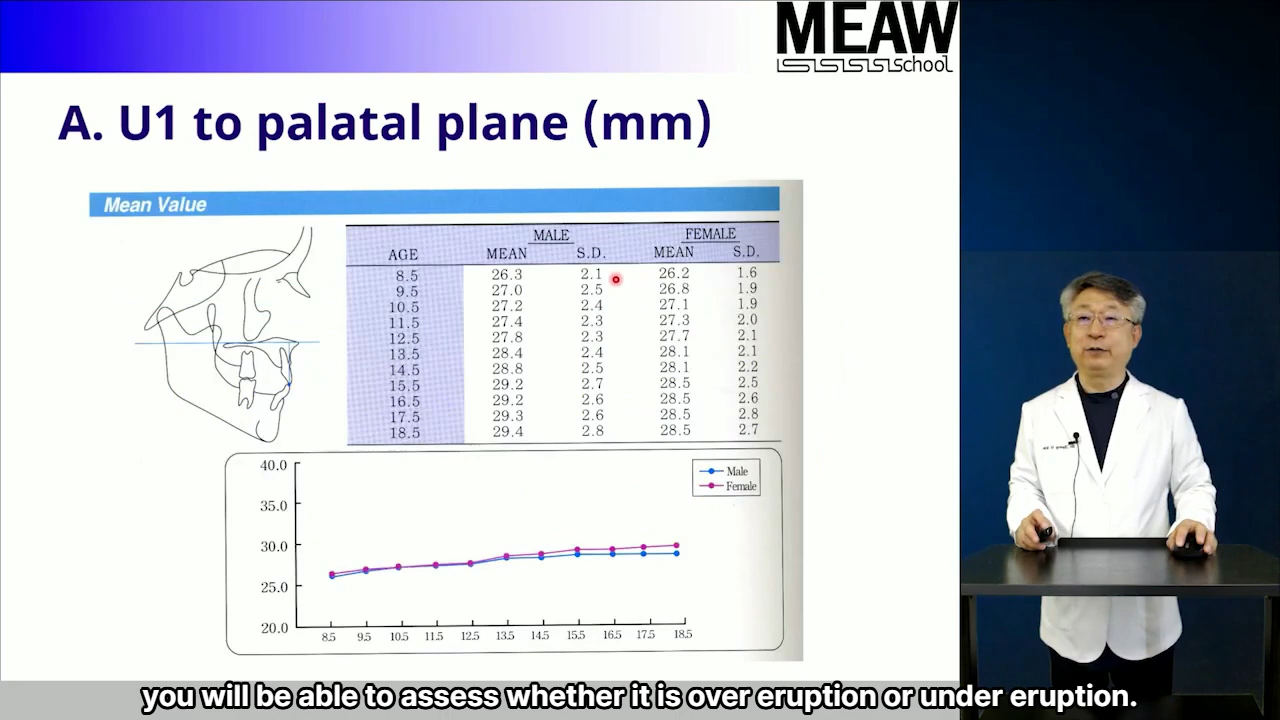 MEAW
school
A. U1 to palatal plane (mm)
Mean Value
MALE FEMALE
AGE MEAN S.D. MEAN S.D.
8.5 26.3 2.1 26.2 1.6
9.5 27.0 2.5 26.8 1.9
10.5 27.2 2.4 27.1 1.9
11.5 27.4 2.3 27.3 2.0
12.5 27.8 2.3 27.7 2.1
13.5 28.4 2.4 28.1 2.1
14.5 28.8 2.5 28.1 2.2
15.5 29.2 2.7 28.5 2.5
16.5 29.2 2.6 28.5 2.6
17.5 29.3 2.6 28.5 2.8
18.5 29.4 2.8 28.5 2.7
40.0
35.0
30.0
25.0
20.0
Male
Female
8.5 9.5 10.5 11.5 12.5 13.5 14.5 15.5 16.5 17.5 18.5
you will be able to assess whether it is over eruption or under eruption.